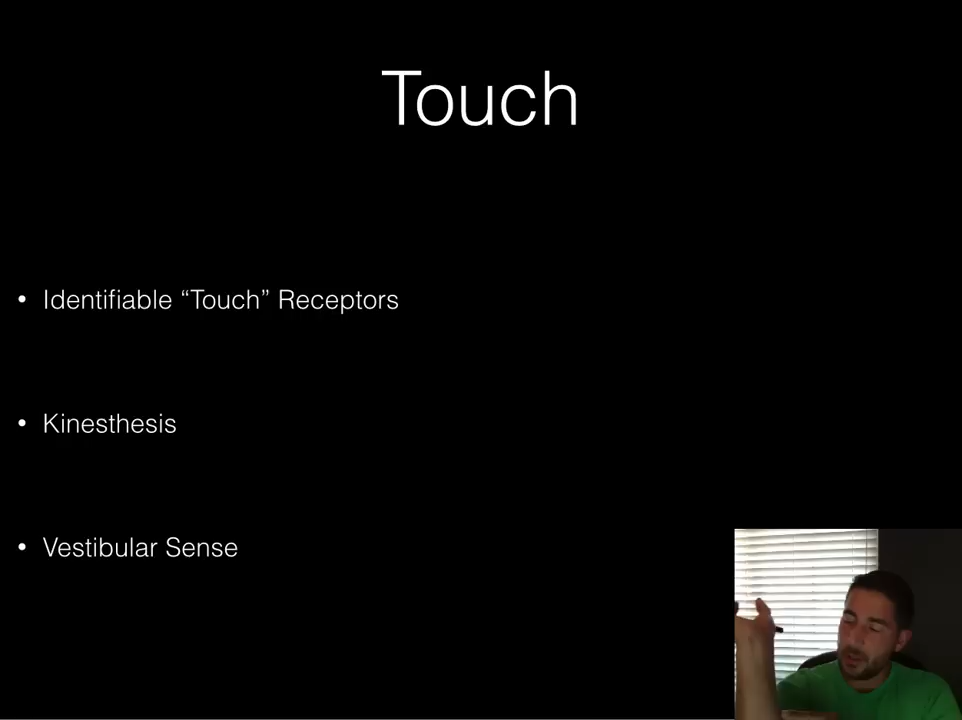 Touch
• Identifiable “Touch” Receptors
• Kinesthesis
• Vestibular Sense